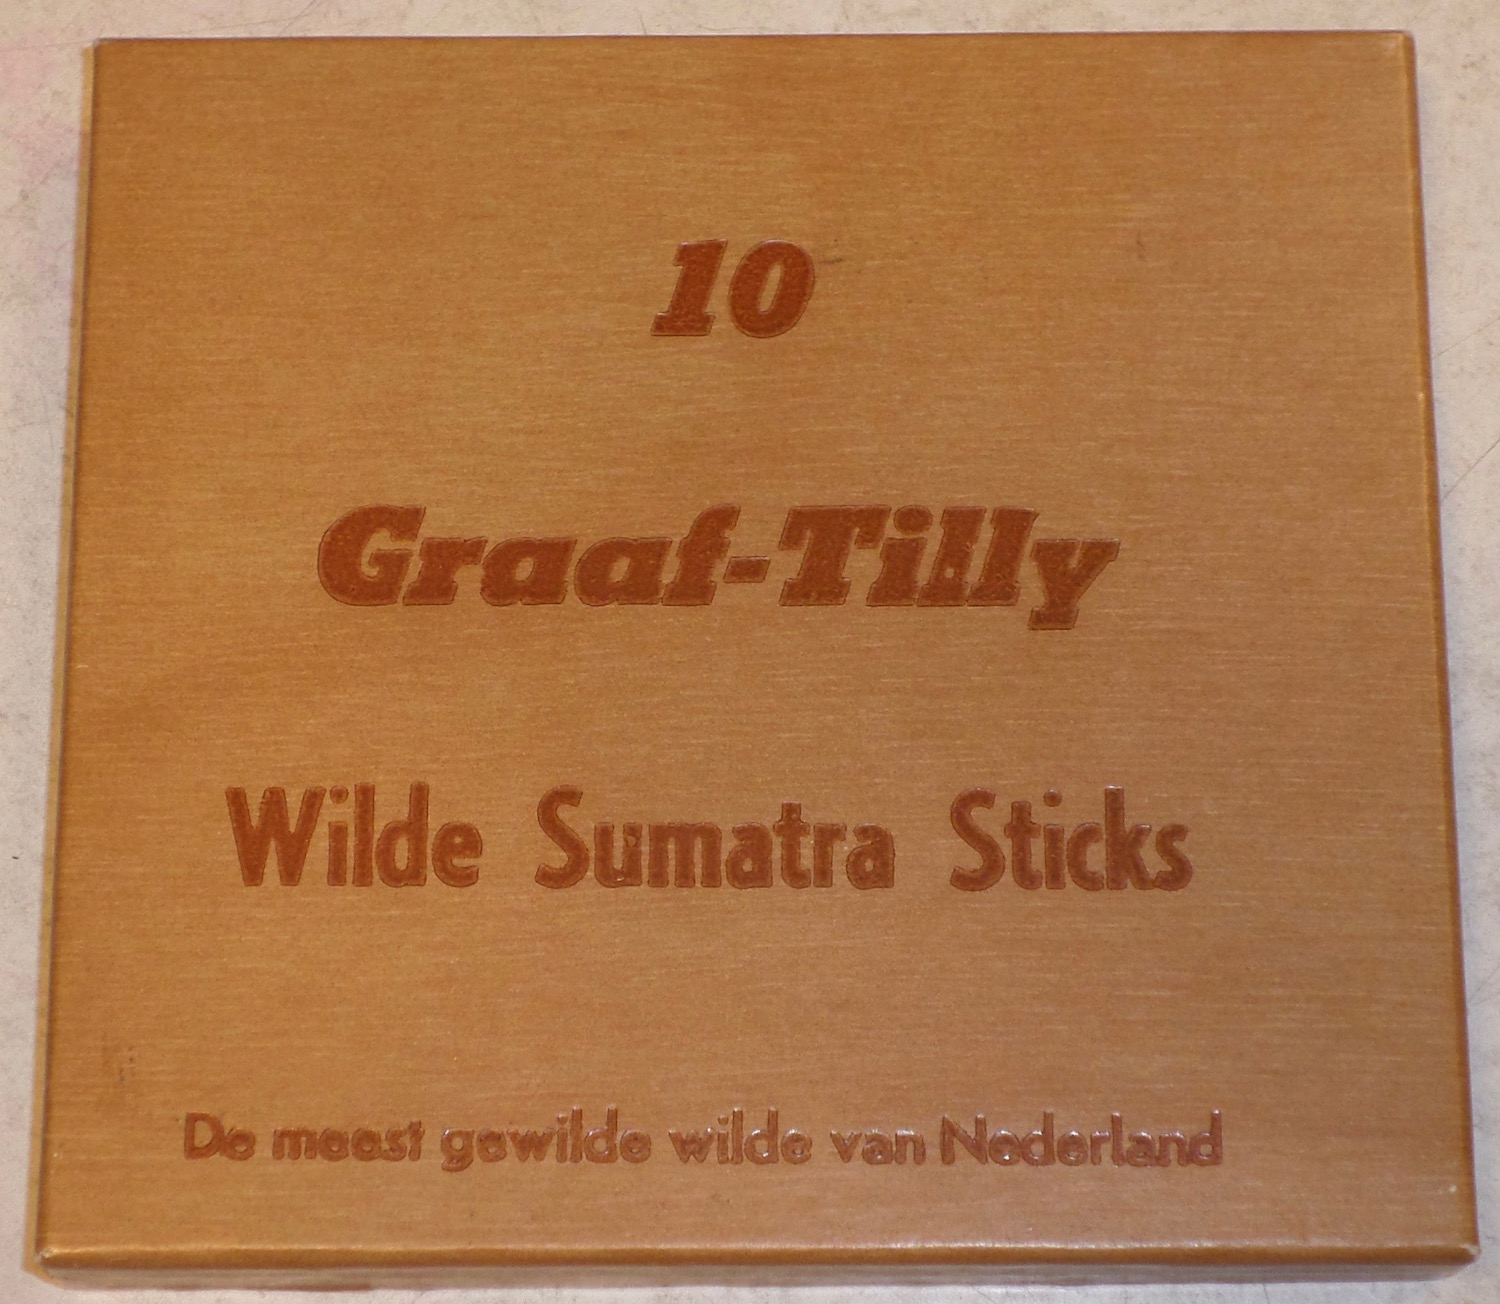 10
Graaf-Tilly
Wilde Sumatra Sticks
De meest gewilde wilde van Nederland